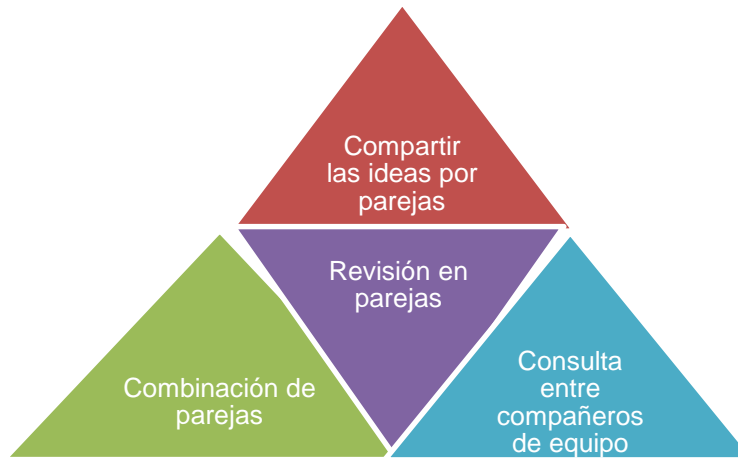 Compartir
las ideas por
parejas
Revisión en
parejas
Combinación de
parejas
Consulta
entre
compañeros
de equipo